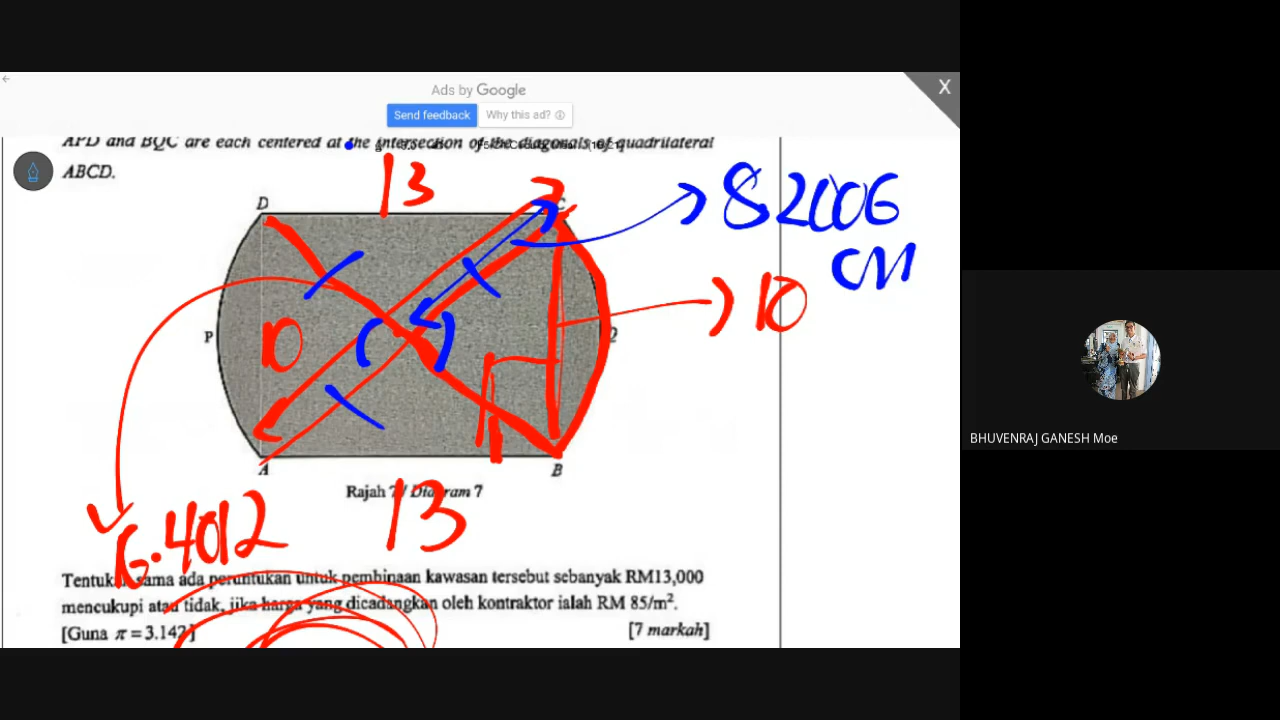 Ads by Google
X
Send feedback
Why this ad?
APD and BQC are each centered at the intersection of the diagonals of quadrilateral
ABCD.
13
D
C
8.2006
CM
10
P
10
A
B
Rajah 7 / Diagram 7
13
6.4012
Tentukan sama ada peruntukan untuk pembinaan kawasan tersebut sebanyak RM13,000
mencukupi atau tidak, jika harga yang dicadangkan oleh kontraktor ialah RM 85/m².
[Guna π = 3.142]
[7 markah]
BHUVENRAJ GANESH Moe